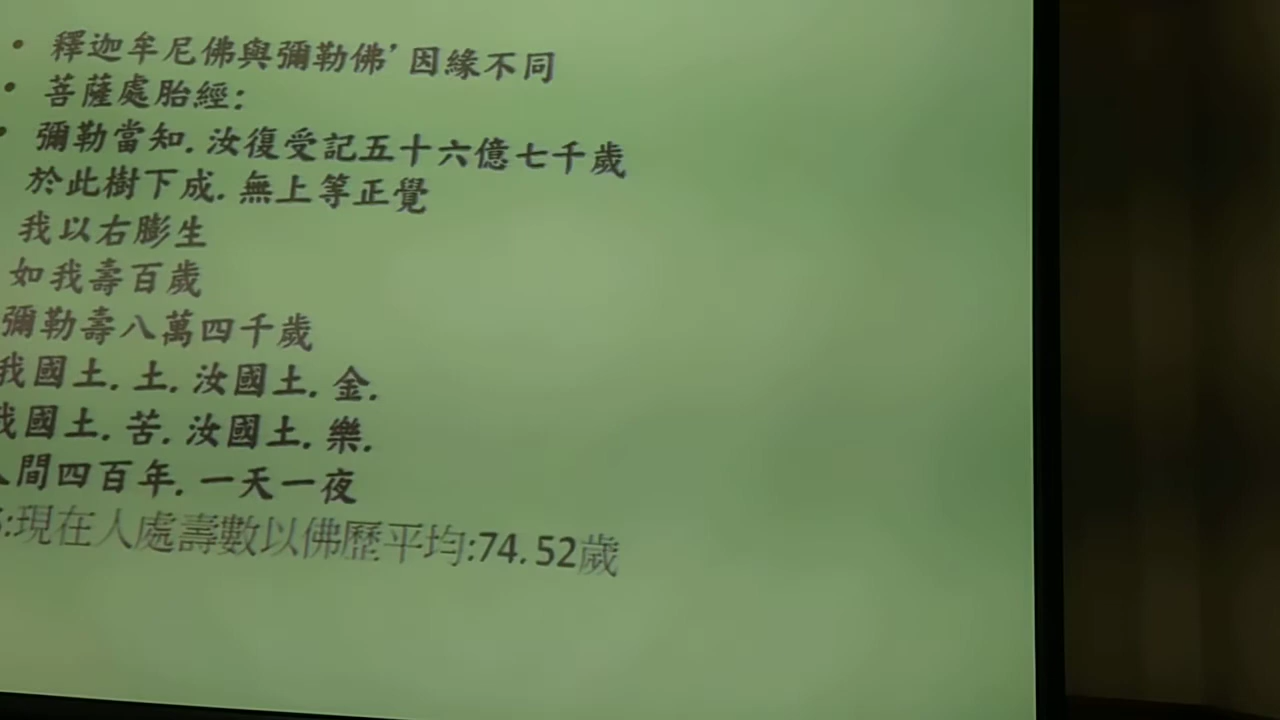 • 釋迦牟尼佛與彌勒佛’因緣不同
• 菩薩處胎經:
• 彌勒當知.汝復受記五十六億七千歲
於此樹下成.無上等正覺
我以右膨生
如我壽百歲
彌勒壽八萬四千歲
我國土.土.汝國土.金.
我國土.苦.汝國土.樂.
人間四百年.一天一夜
:現在人處壽數以佛歷平均:74.52歲